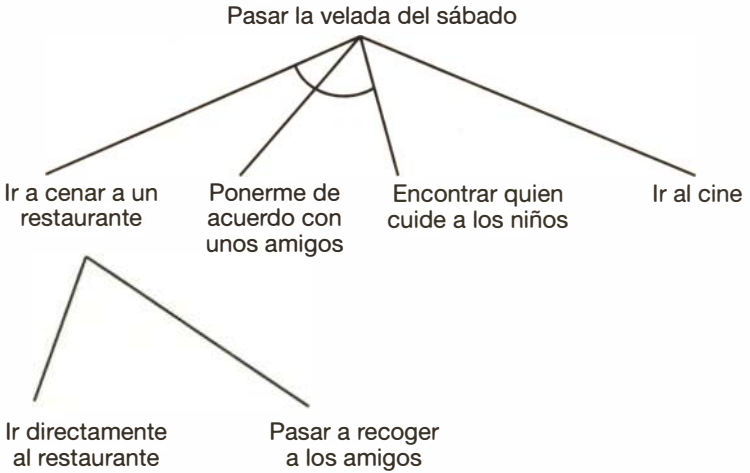 Pasar la velada del sábado
Ir a cenar a un
restaurante
Ponerme de
acuerdo con
unos amigos
Encontrar quien
cuide a los niños
Ir al cine
Ir directamente
al restaurante
Pasar a recoger
a los amigos